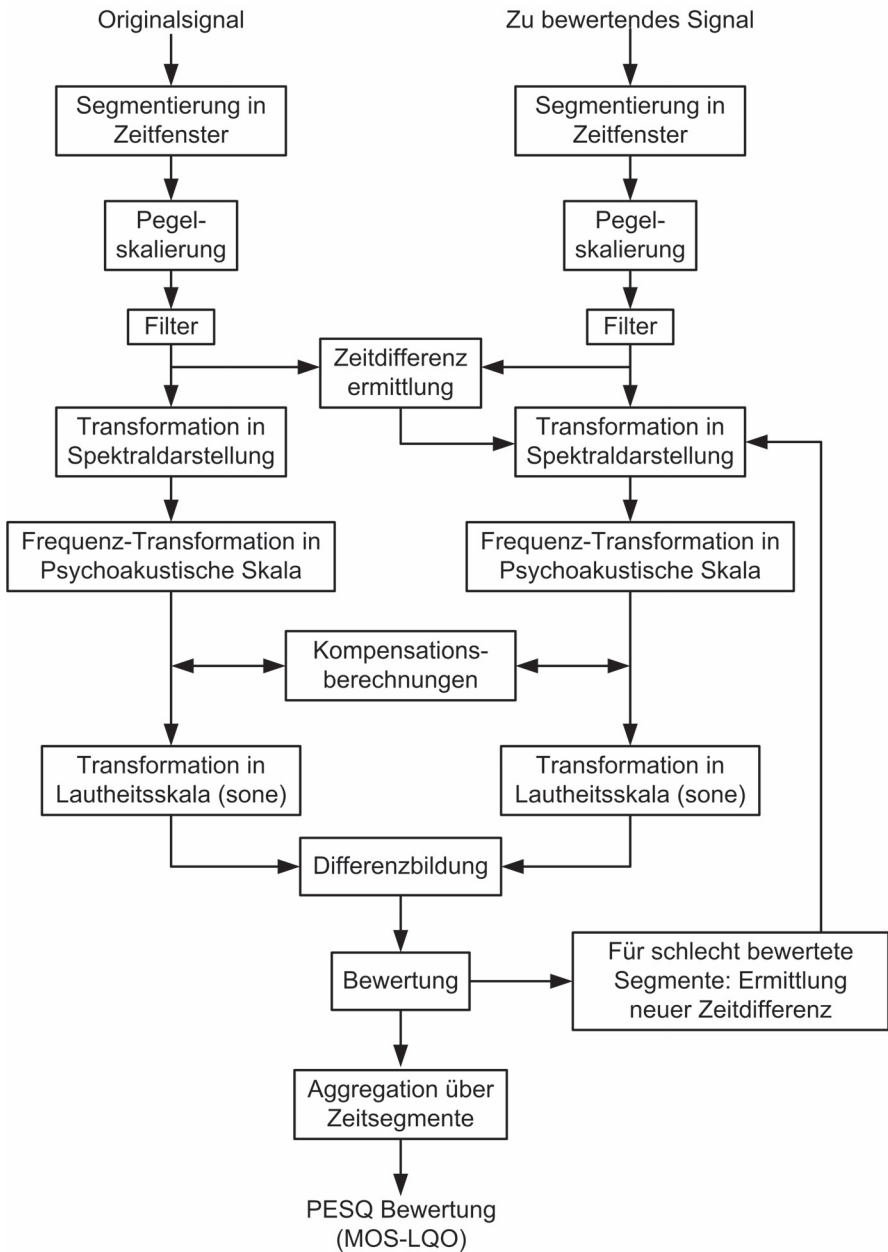 Originalsignal
Zu bewertendes Signal
Segmentierung in
Zeitfenster
Segmentierung in
Zeitfenster
Pegel-
skalierung
Pegel-
skalierung
Filter
Filter
Zeitdifferenz
ermittlung
Transformation in
Spektraldarstellung
Transformation in
Spektraldarstellung
Frequenz-Transformation in
Psychoakustische Skala
Frequenz-Transformation in
Psychoakustische Skala
Kompensations-
berechnungen
Transformation in
Lautheitsskala (sone)
Transformation in
Lautheitsskala (sone)
Differenzbildung
Bewertung
Für schlecht bewertete
Segmente: Ermittlung
neuer Zeitdifferenz
Aggregation über
Zeitsegmente
PESQ Bewertung
(MOS-LQO)